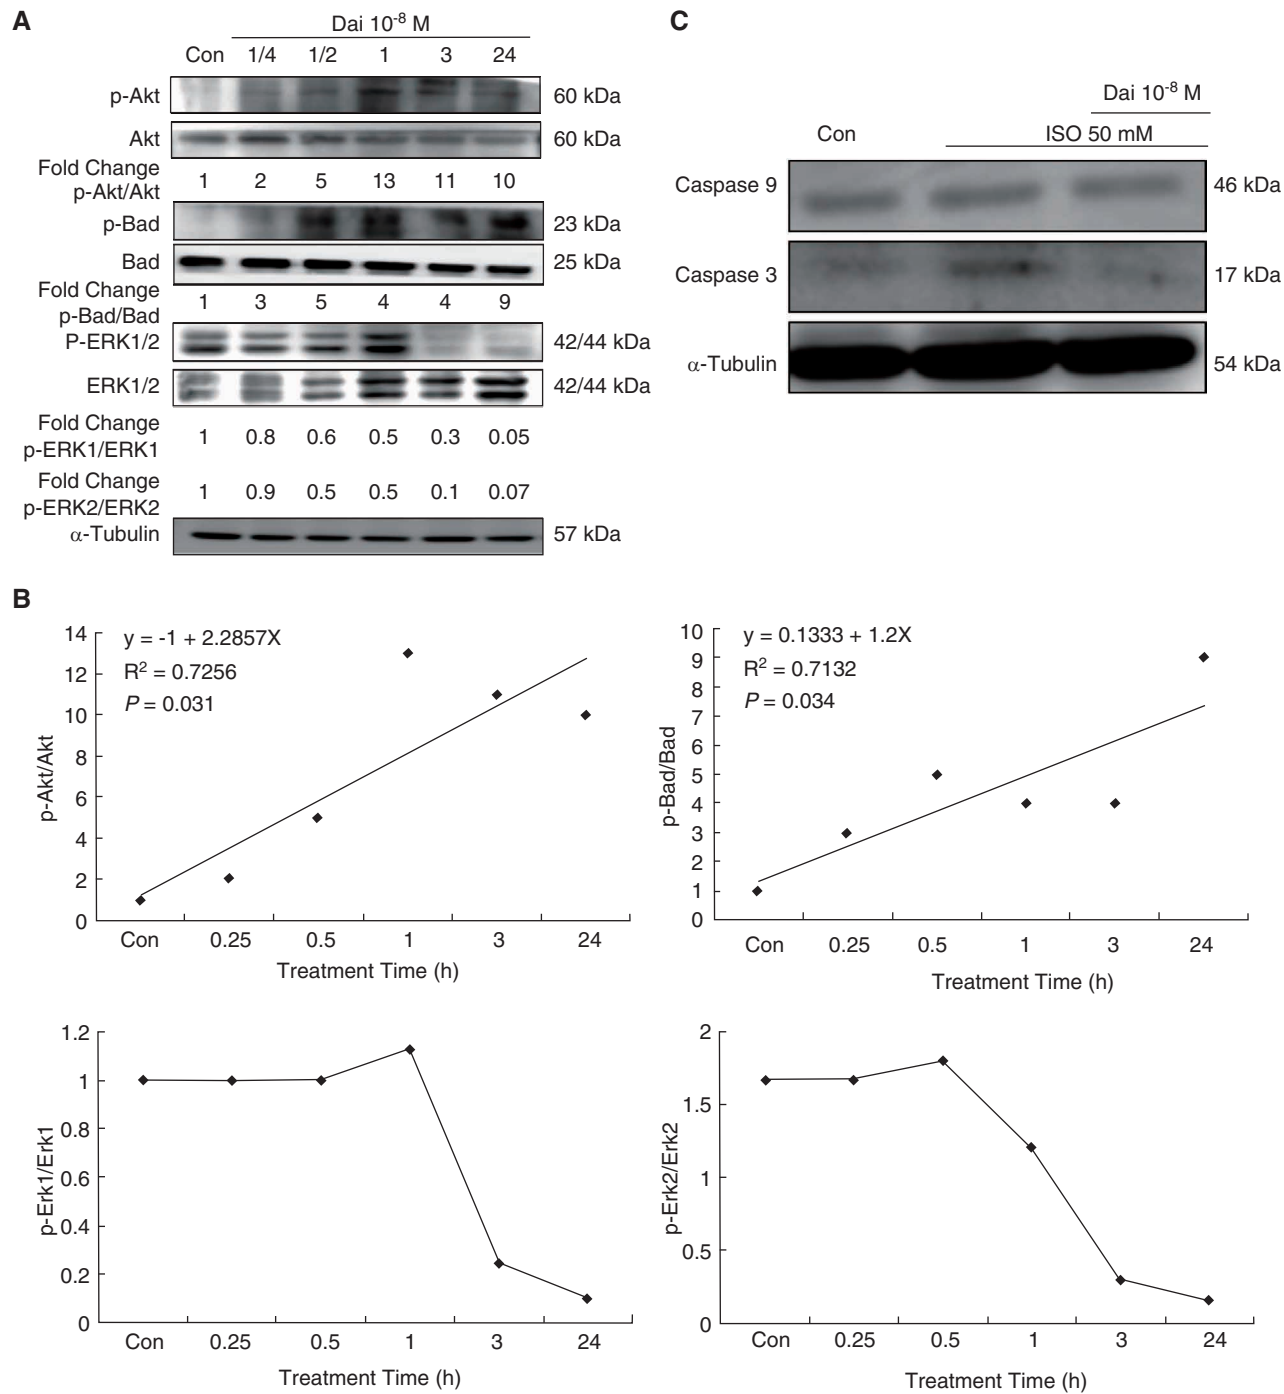 A
Dai 10-8 M
Con 1/4 1/2 1 3 24
p-Akt 60 kDa
Akt 60 kDa
Fold Change
p-Akt/Akt 1 2 5 13 11 10
p-Bad 23 kDa
Bad 25 kDa
Fold Change
p-Bad/Bad 1 3 5 4 4 9
P-ERK1/2 42/44 kDa
ERK1/2 42/44 kDa
Fold Change
p-ERK1/ERK1 1 0.8 0.6 0.5 0.3 0.05
Fold Change
p-ERK2/ERK2 1 0.9 0.5 0.5 0.1 0.07
α-Tubulin 57 kDa
C
Dai 10-8 M
Con ISO 50 mM
Caspase 9 46 kDa
Caspase 3 17 kDa
α-Tubulin 54 kDa
B
y = -1 + 2.2857X
R2 = 0.7256
P = 0.031
14
12
10
8
6
4
2
0
p-Akt/Akt
Con 0.25 0.5 1 3 24
Treatment Time (h)
y = 0.1333 + 1.2X
R2 = 0.7132
P = 0.034
10
9
8
7
6
5
4
3
2
1
0
p-Bad/Bad
Con 0.25 0.5 1 3 24
Treatment Time (h)
1.2
1
0.8
0.6
0.4
0.2
0
p-Erk1/Erk1
Con 0.25 0.5 1 3 24
Treatment Time (h)
2
1.5
1
0.5
0
p-Erk2/Erk2
Con 0.25 0.5 1 3 24
Treatment Time (h)